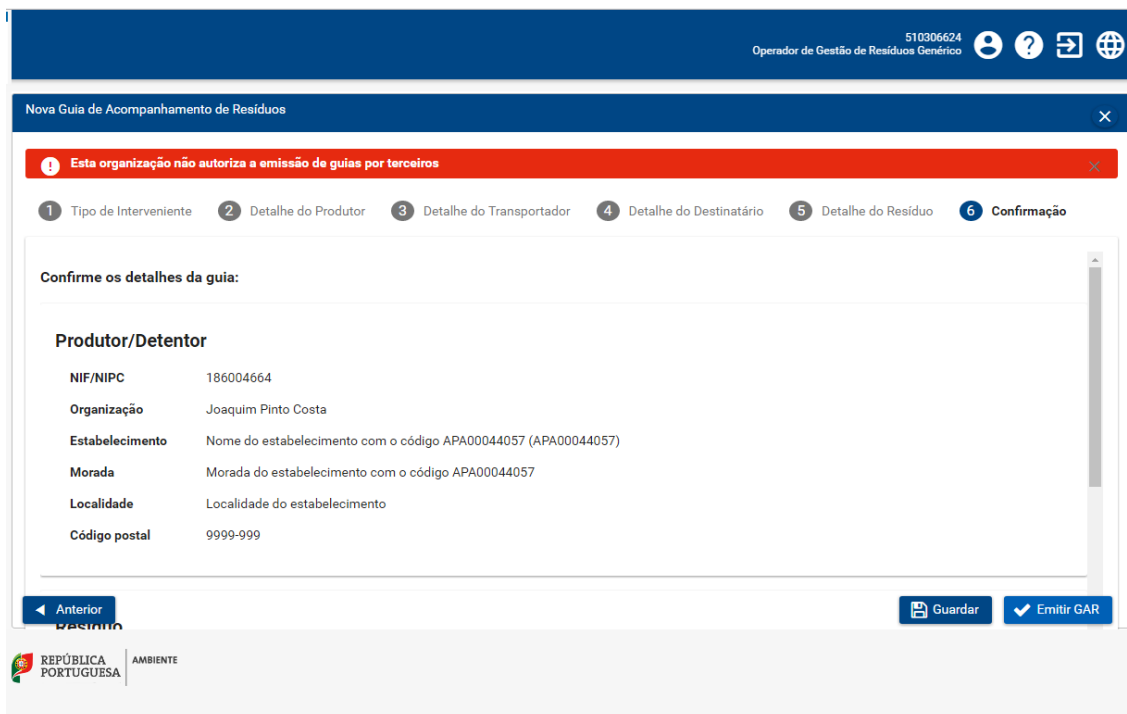 510306624
Operador de Gestão de Resíduos Genérico
Nova Guia de Acompanhamento de Resíduos
Esta organização não autoriza a emissão de guias por terceiros
1 Tipo de Interveniente 2 Detalhe do Produtor 3 Detalhe do Transportador 4 Detalhe do Destinatário 5 Detalhe do Resíduo 6 Confirmação
Confirme os detalhes da guia:
Produtor/Detentor
NIF/NIPC 186004664
Organização Joaquim Pinto Costa
Estabelecimento Nome do estabelecimento com o código APA00044057 (APA00044057)
Morada Morada do estabelecimento com o código APA00044057
Localidade Localidade do estabelecimento
Código postal 9999-999
Anterior Guardar Emitir GAR
Resíduo
REPÚBLICA
PORTUGUESA
AMBIENTE